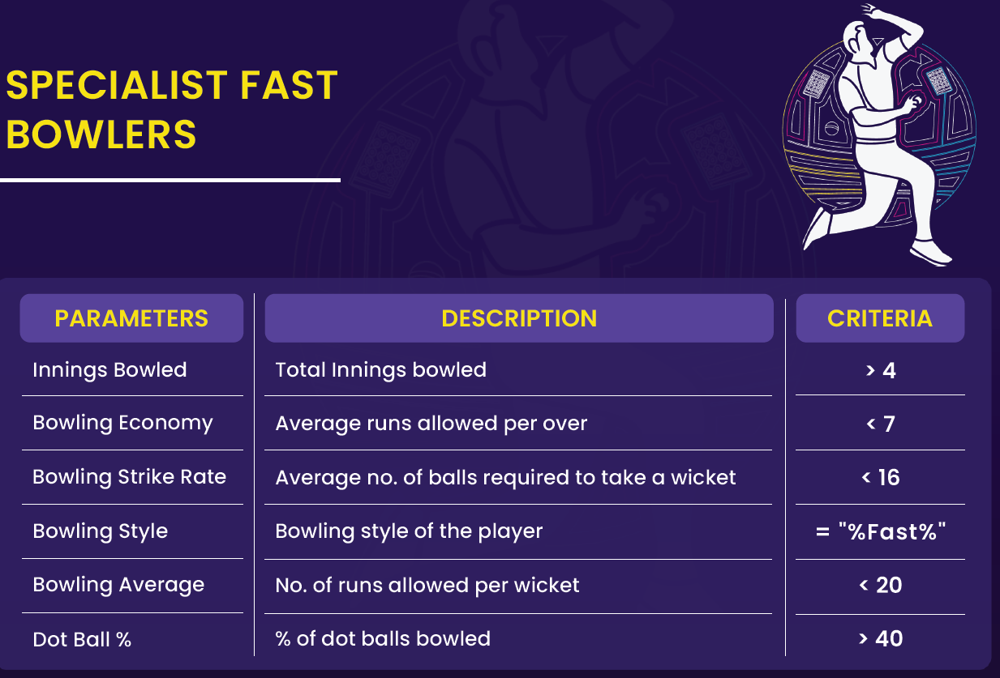 SPECIALIST FAST
BOWLERS
PARAMETERS DESCRIPTION CRITERIA
Innings Bowled Total Innings bowled > 4
Bowling Economy Average runs allowed per over < 7
Bowling Strike Rate Average no. of balls required to take a wicket < 16
Bowling Style Bowling style of the player = "%Fast%"
Bowling Average No. of runs allowed per wicket < 20
Dot Ball % % of dot balls bowled > 40